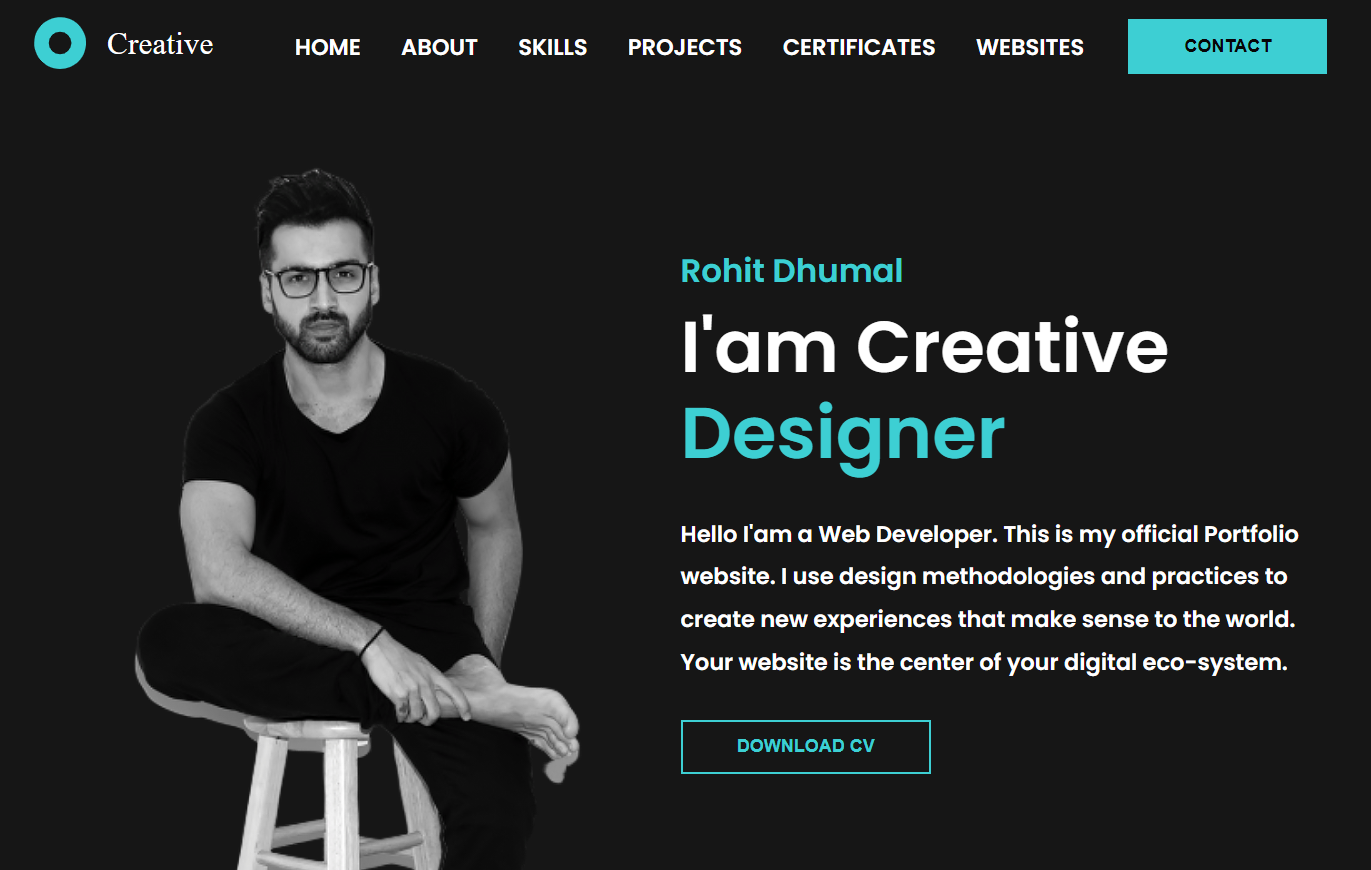 Creative
HOME ABOUT SKILLS PROJECTS CERTIFICATES WEBSITES CONTACT
Rohit Dhumal
I'am Creative
Designer
Hello I'am a Web Developer. This is my official Portfolio
website. I use design methodologies and practices to
create new experiences that make sense to the world.
Your website is the center of your digital eco-system.
DOWNLOAD CV